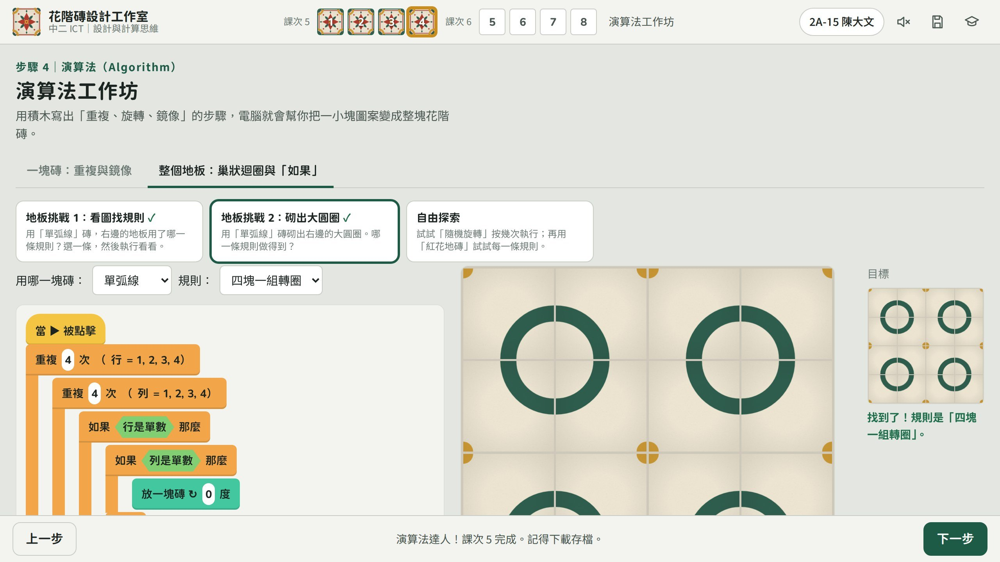 花階磚設計工作室
中二 ICT｜設計與計算思維
課次 5
1
2
3
4
課次 6
5
6
7
8
演算法工作坊
2A-15 陳大文
步驟 4｜演算法（Algorithm）
演算法工作坊
用積木寫出「重複、旋轉、鏡像」的步驟，電腦就會幫你把一小塊圖案變成整塊花階
磚。
一塊磚：重複與鏡像
整個地板：巢狀迴圈與「如果」
地板挑戰 1：看圖找規則 ✓
用「單弧線」磚，右邊的地板用了哪一
條規則？選一條，然後執行看看。
地板挑戰 2：砌出大圓圈 ✓
用「單弧線」磚砌出右邊的大圓圈。哪
一條規則做得到？
自由探索
試試「隨機旋轉」按幾次執行；再用
「紅花地磚」試試每一條規則。
用哪一塊磚：
單弧線
規則：
四塊一組轉圈
當 ▶ 被點擊
重複 4 次 （ 行 = 1, 2, 3, 4）
重複 4 次 （ 列 = 1, 2, 3, 4）
如果 行是單數 那麼
如果 列是單數 那麼
放一塊磚 ↻ 0 度
目標
找到了！規則是「四塊
一組轉圈」。
上一步
演算法達人！課次 5 完成。記得下載存檔。
下一步